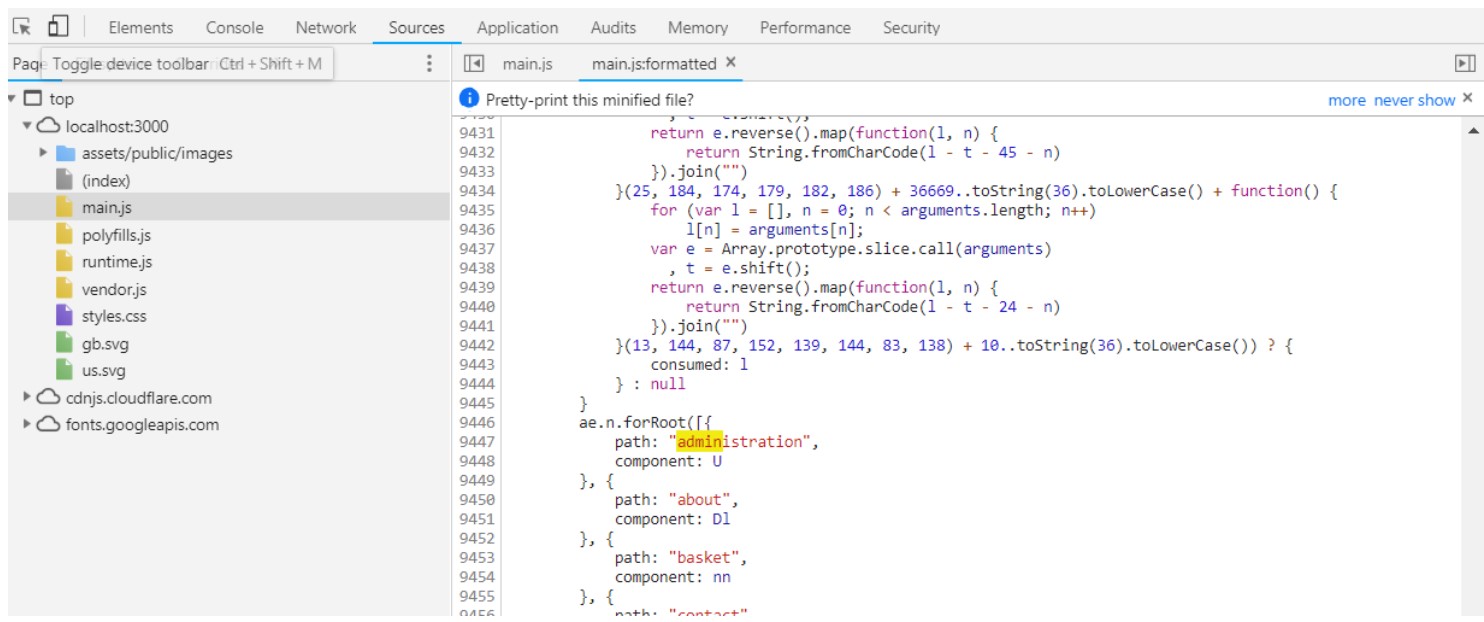 Elements Console Network Sources Application Audits Memory Performance Security
Page Toggle device toolbar Ctrl + Shift + M
main.js main.js:formatted ×
top
Pretty-print this minified file? more never show ×
localhost:3000
assets/public/images
(index)
main.js
polyfills.js
runtime.js
vendor.js
styles.css
gb.svg
us.svg
cdnjs.cloudflare.com
fonts.googleapis.com
9431 return e.reverse().map(function(l, n) {
9432 return String.fromCharCode(l - t - 45 - n)
9433 }).join("")
9434 }(25, 184, 174, 179, 182, 186) + 36669..toString(36).toLowerCase() + function() {
9435 for (var l = [], n = 0; n < arguments.length; n++)
9436 l[n] = arguments[n];
9437 var e = Array.prototype.slice.call(arguments)
9438 , t = e.shift();
9439 return e.reverse().map(function(l, n) {
9440 return String.fromCharCode(l - t - 24 - n)
9441 }).join("")
9442 }(13, 144, 87, 152, 139, 144, 83, 138) + 10..toString(36).toLowerCase()) ? {
9443 consumed: l
9444 } : null
9445 }
9446 ae.n.forRoot([{
9447 path: "administration",
9448 component: U
9449 }, {
9450 path: "about",
9451 component: Dl
9452 }, {
9453 path: "basket",
9454 component: nn
9455 }, {
9456 path: "contact"